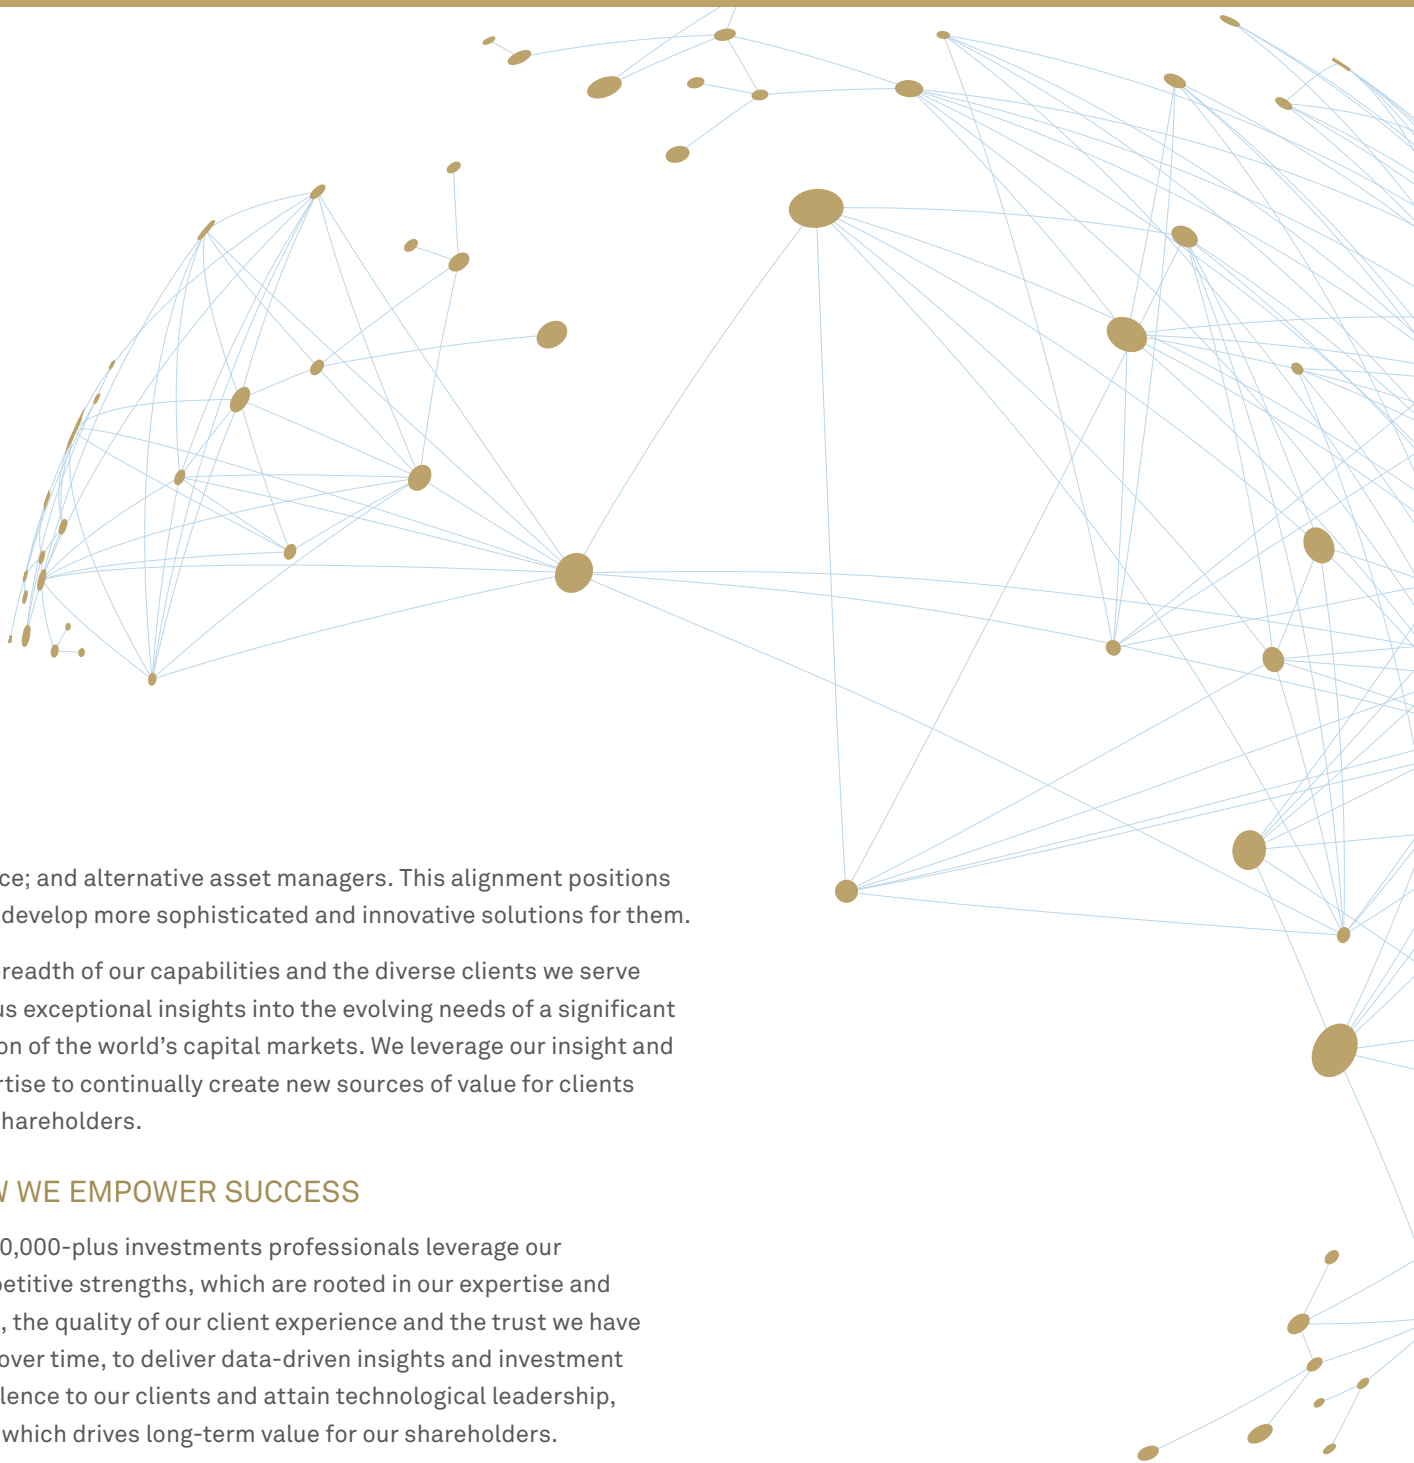 ce; and alternative asset managers. This alignment positions
develop more sophisticated and innovative solutions for them.
readth of our capabilities and the diverse clients we serve
us exceptional insights into the evolving needs of a significant
on of the world’s capital markets. We leverage our insight and
rtise to continually create new sources of value for clients
hareholders.
W WE EMPOWER SUCCESS
0,000-plus investments professionals leverage our
petitive strengths, which are rooted in our expertise and
, the quality of our client experience and the trust we have
over time, to deliver data-driven insights and investment
lence to our clients and attain technological leadership,
which drives long-term value for our shareholders.